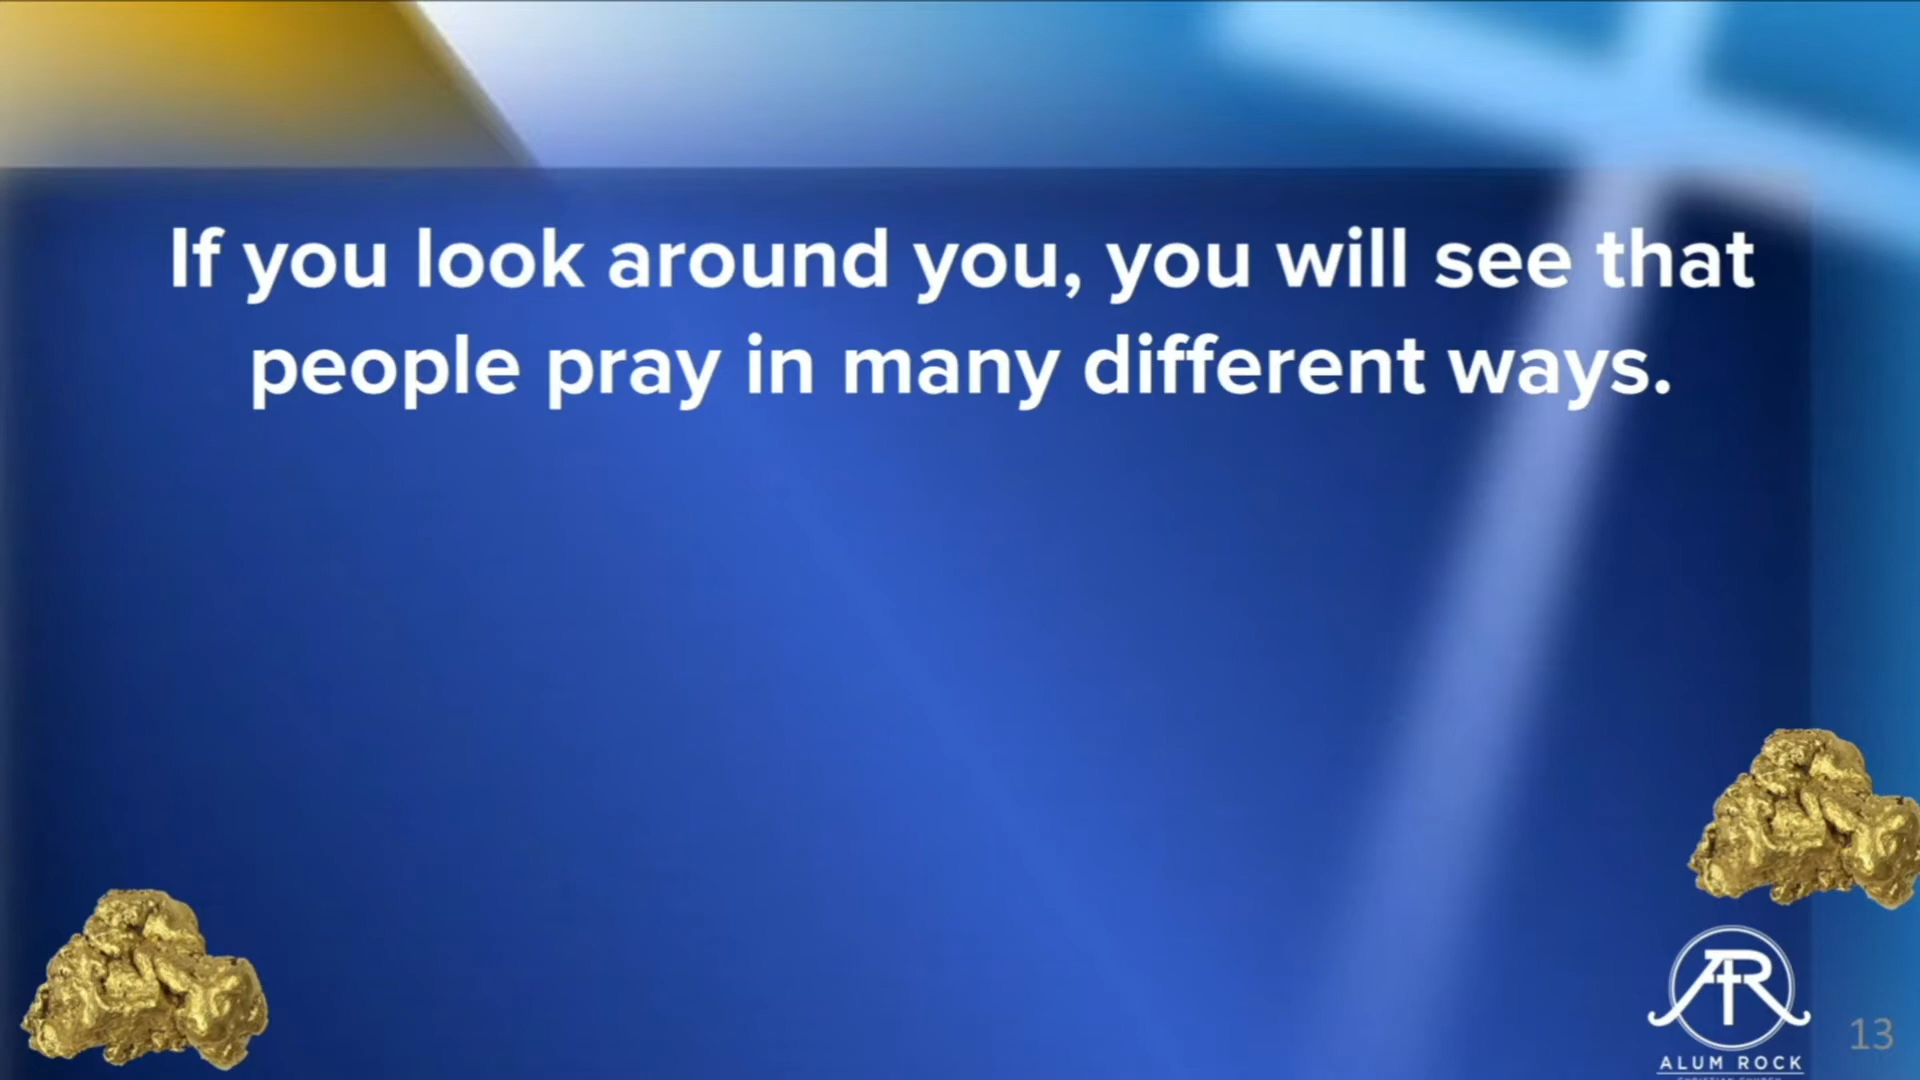 If you look around you, you will see that
people pray in many different ways.
ALUM ROCK
13